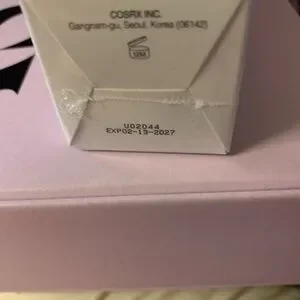 COSRX INC.
Gangnam-gu, Seoul, Korea (06142)
12M
U02044
EXP02-13-2027